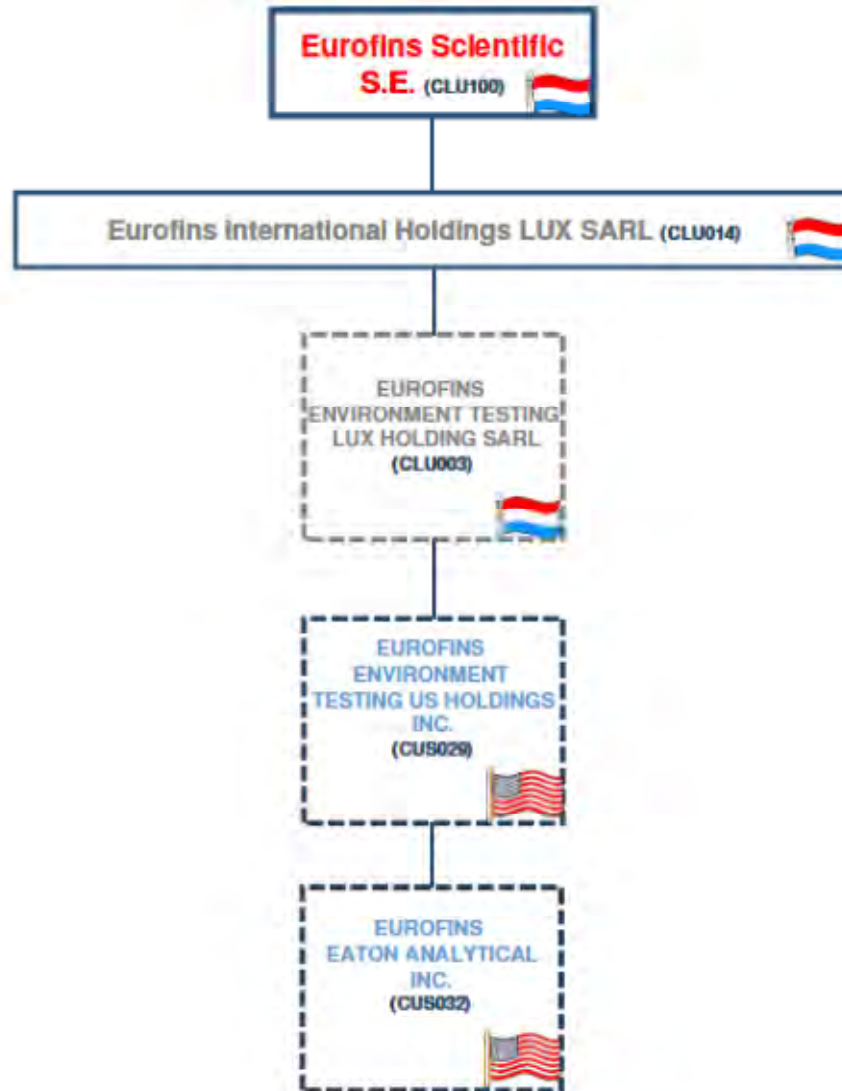 Eurofins Scientific
S.E. (CLU100)
Eurofins International Holdings LUX SARL (CLU014)
EUROFINS
ENVIRONMENT TESTING
LUX HOLDING SARL
(CLU003)
EUROFINS
ENVIRONMENT
TESTING US HOLDINGS
INC.
(CUS029)
EUROFINS
EATON ANALYTICAL
INC.
(CUS032)